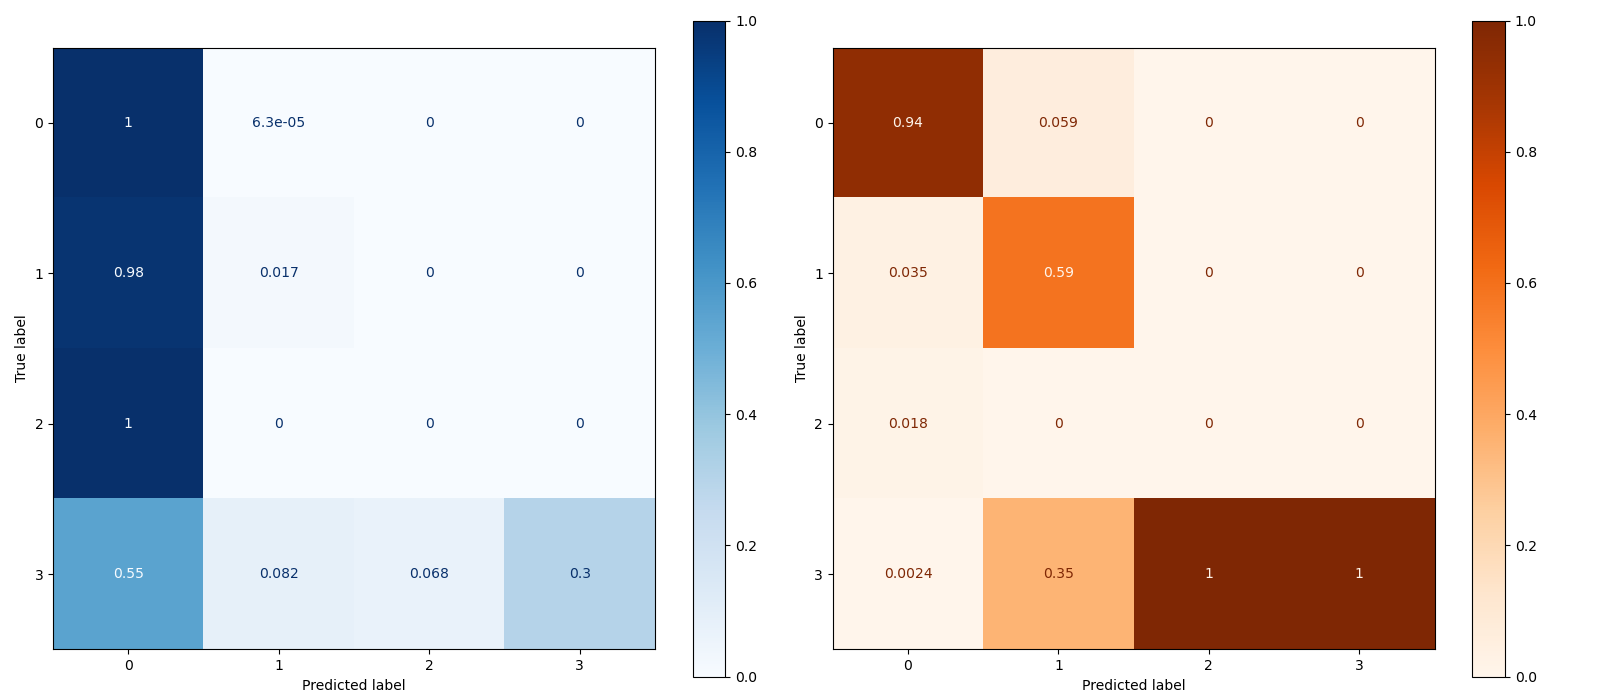 0 1 6.3e-05 0 0
1 0.98 0.017 0 0
2 1 0 0 0
3 0.55 0.082 0.068 0.3
0 1 2 3
True label
Predicted label
1.0
0.8
0.6
0.4
0.2
0.0
0 0.94 0.059 0 0
1 0.035 0.59 0 0
2 0.018 0 0 0
3 0.0024 0.35 1 1
0 1 2 3
True label
Predicted label
1.0
0.8
0.6
0.4
0.2
0.0